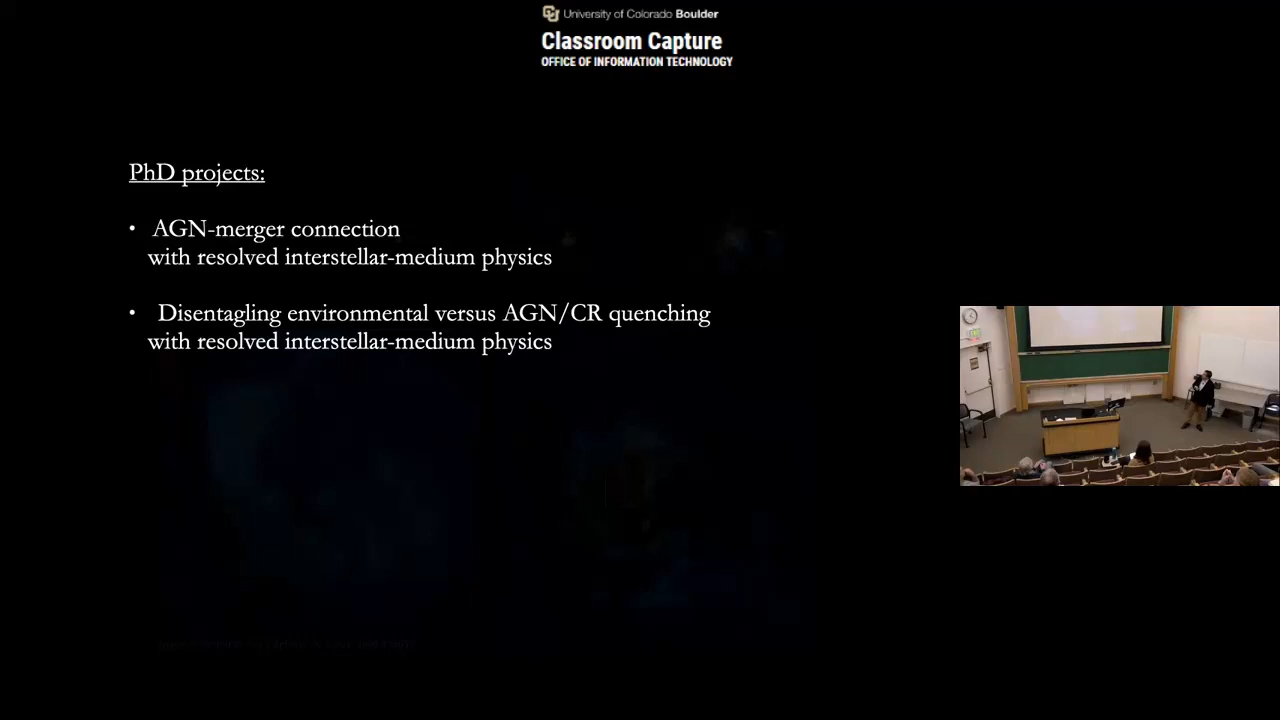 University of Colorado Boulder
Classroom Capture
OFFICE OF INFORMATION TECHNOLOGY
PhD projects:
• AGN-merger connection
with resolved interstellar-medium physics
• Disentagling environmental versus AGN/CR quenching
with resolved interstellar-medium physics